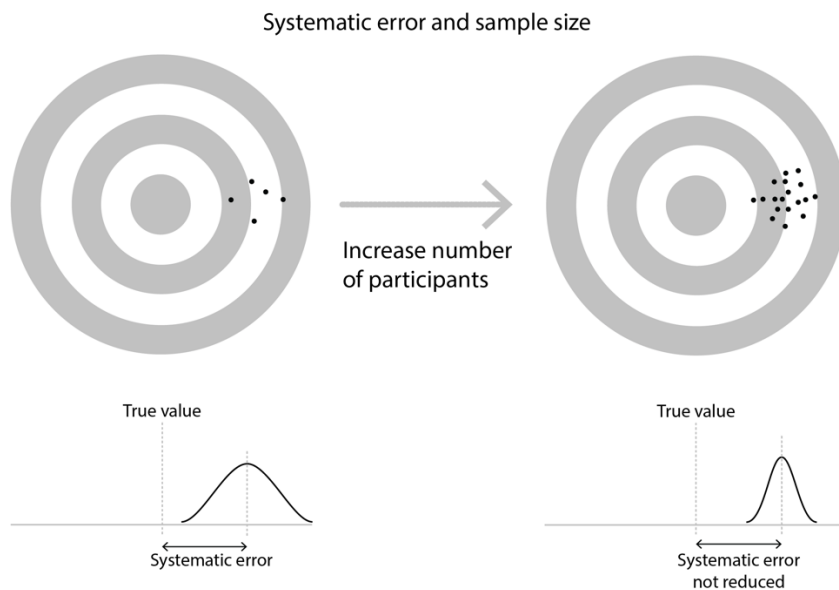 Systematic error and sample size
Increase number
of participants
True value
Systematic error
True value
Systematic error
not reduced